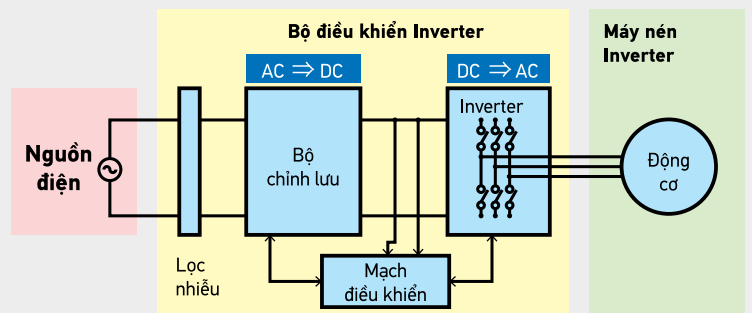 Bộ điều khiển Inverter
Máy nén
Inverter
AC ⇒ DC
DC ⇒ AC
Inverter
Nguồn
điện
Bộ
chỉnh lưu
Động
cơ
Lọc
nhiễu
Mạch
điều khiển